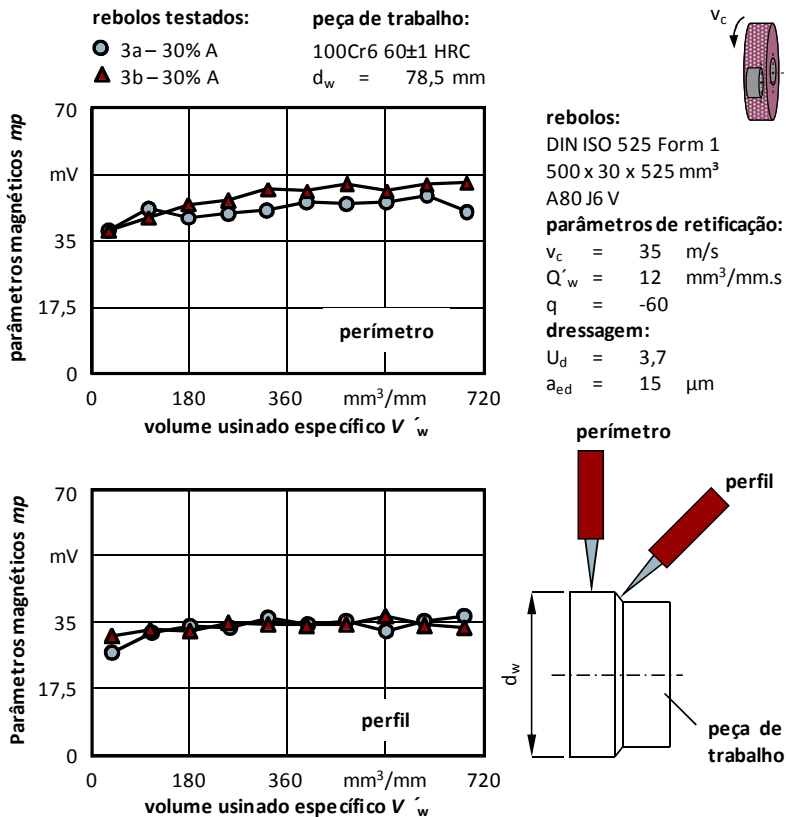 rebolos testados:
3a – 30% A
3b – 30% A
peça de trabalho:
100Cr6 60±1 HRC
d_w = 78,5 mm
v_c
parâmetros magnéticos mp
70
mV
35
17,5
0
perímetro
0 180 360 mm³/mm 720
volume usinado específico V´_w
rebolos:
DIN ISO 525 Form 1
500 x 30 x 525 mm³
A80 J6 V
parâmetros de retificação:
v_c = 35 m/s
Q´_w = 12 mm³/mm.s
q = -60
dressagem:
U_d = 3,7
a_ed = 15 µm
Parâmetros magnéticos mp
70
mV
35
17,5
0
perfil
0 180 360 mm³/mm 720
volume usinado específico V´_w
perímetro
perfil
d_w
peça de
trabalho